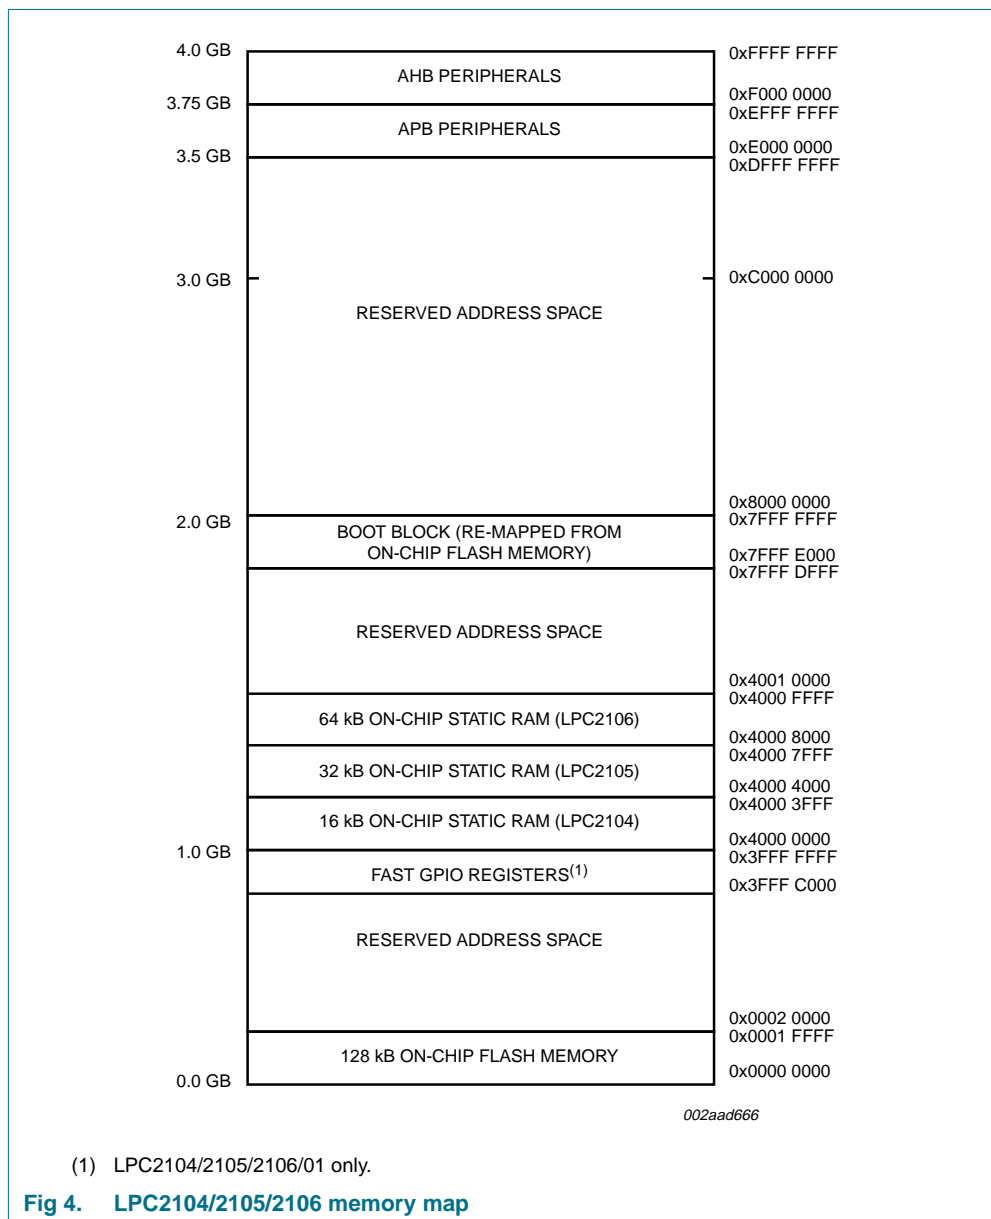 4.0 GB
0xFFFF FFFF
AHB PERIPHERALS
0xF000 0000
3.75 GB
0xEFFF FFFF
APB PERIPHERALS
0xE000 0000
3.5 GB
0xDFFF FFFF
3.0 GB
0xC000 0000
RESERVED ADDRESS SPACE
0x8000 0000
2.0 GB
0x7FFF FFFF
BOOT BLOCK (RE-MAPPED FROM
ON-CHIP FLASH MEMORY)
0x7FFF E000
0x7FFF DFFF
RESERVED ADDRESS SPACE
0x4001 0000
0x4000 FFFF
64 kB ON-CHIP STATIC RAM (LPC2106)
0x4000 8000
0x4000 7FFF
32 kB ON-CHIP STATIC RAM (LPC2105)
0x4000 4000
0x4000 3FFF
16 kB ON-CHIP STATIC RAM (LPC2104)
0x4000 0000
1.0 GB
0x3FFF FFFF
FAST GPIO REGISTERS(1)
0x3FFF C000
RESERVED ADDRESS SPACE
0x0002 0000
0x0001 FFFF
128 kB ON-CHIP FLASH MEMORY
0x0000 0000
0.0 GB
002aad666
(1) LPC2104/2105/2106/01 only.
Fig 4. LPC2104/2105/2106 memory map